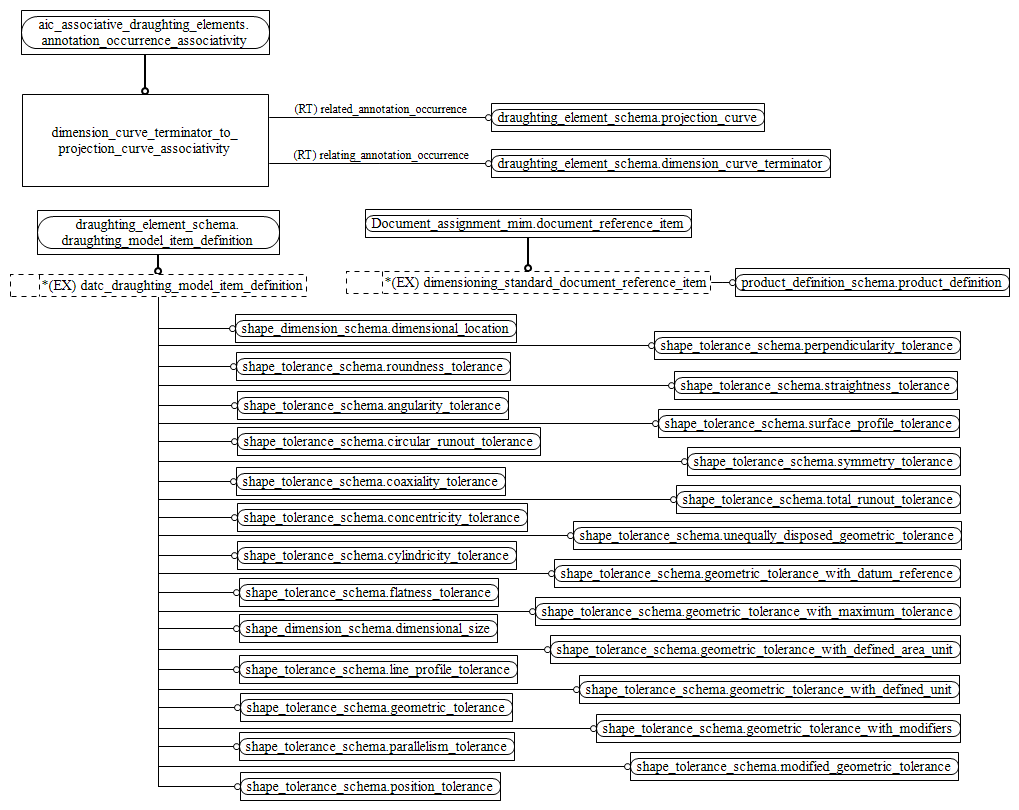 aic_associative_draughting_elements.
annotation_occurrence_associativity
dimension_curve_terminator_to_
projection_curve_associativity
(RT) related_annotation_occurrence
draughting_element_schema.projection_curve
(RT) relating_annotation_occurrence
draughting_element_schema.dimension_curve_terminator
draughting_element_schema.
draughting_model_item_definition
Document_assignment_mim.document_reference_item
*(EX) datc_draughting_model_item_definition
*(EX) dimensioning_standard_document_reference_item
product_definition_schema.product_definition
shape_dimension_schema.dimensional_location
shape_tolerance_schema.perpendicularity_tolerance
shape_tolerance_schema.roundness_tolerance
shape_tolerance_schema.straightness_tolerance
shape_tolerance_schema.angularity_tolerance
shape_tolerance_schema.surface_profile_tolerance
shape_tolerance_schema.circular_runout_tolerance
shape_tolerance_schema.symmetry_tolerance
shape_tolerance_schema.coaxiality_tolerance
shape_tolerance_schema.total_runout_tolerance
shape_tolerance_schema.concentricity_tolerance
shape_tolerance_schema.unequally_disposed_geometric_tolerance
shape_tolerance_schema.cylindricity_tolerance
shape_tolerance_schema.geometric_tolerance_with_datum_reference
shape_tolerance_schema.flatness_tolerance
shape_tolerance_schema.geometric_tolerance_with_maximum_tolerance
shape_dimension_schema.dimensional_size
shape_tolerance_schema.geometric_tolerance_with_defined_area_unit
shape_tolerance_schema.line_profile_tolerance
shape_tolerance_schema.geometric_tolerance_with_defined_unit
shape_tolerance_schema.geometric_tolerance
shape_tolerance_schema.geometric_tolerance_with_modifiers
shape_tolerance_schema.parallelism_tolerance
shape_tolerance_schema.modified_geometric_tolerance
shape_tolerance_schema.position_tolerance